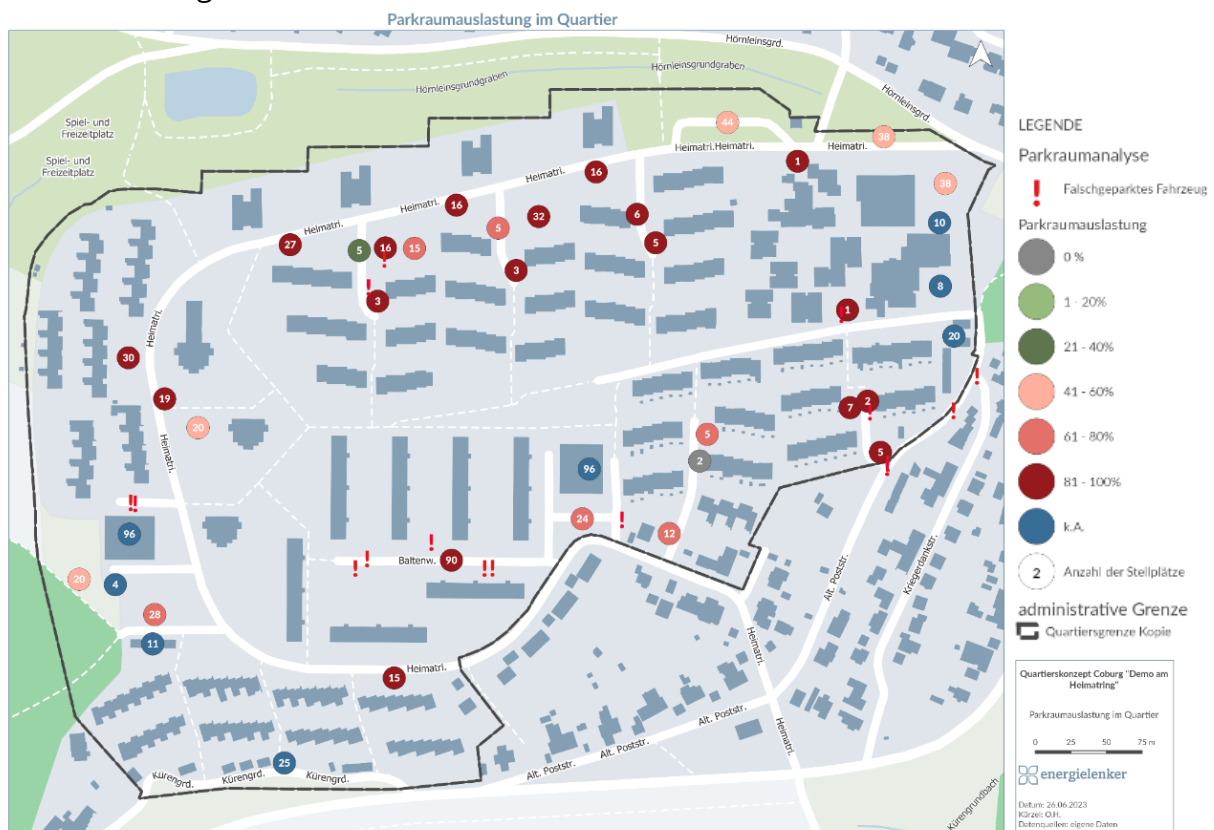 Parkraumauslastung im Quartier
Hörnleinsgrd.
Hörnleinsgrundgraben
Hörnleinsgrundgraben
Hörnleinsgrd.
Spiel- und
Freizeitplatz
Spiel- und
Freizeitplatz
44
38
Heimatri.Heimatri.
Heimatri.
1
16
Heimatri.
38
16
Heimatri.
32
6
10
27
Heimatri.
5
5
16
15
5
3
8
3
1
20
Heimatri.
30
19
20
7
2
5
2
5
Heimatri.
96
96
24
12
Baltenw.
90
20
4
28
11
Heimatri.
15
Heimatri.
Alt. Poststr.
Kriegerdankstr.
Alt. Poststr.
Alt. Poststr.
Heimatri.
25
Kürengrd.
Kürengrd.
Kürengrd.
Kürengrundbach
LEGENDE
Parkraumanalyse
Falschgeparktes Fahrzeug
Parkraumauslastung
0 %
1 - 20%
21 - 40%
41 - 60%
61 - 80%
81 - 100%
k.A.
2 Anzahl der Stellplätze
administrative Grenze
Quartiersgrenze Kopie
Quartierskonzept Coburg "Demo am
Heimatring"
Parkraumauslastung im Quartier
0 25 50 75 m
energielenker
Datum: 26.06.2023
Kürzel: O.H.
Datenquellen: eigene Daten